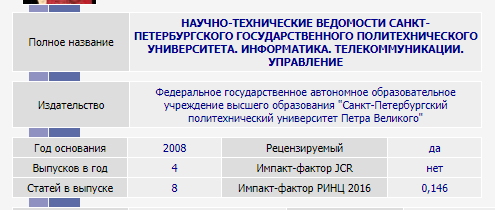 НАУЧНО-ТЕХНИЧЕСКИЕ ВЕДОМОСТИ САНКТ-
ПЕТЕРБУРГСКОГО ГОСУДАРСТВЕННОГО ПОЛИТЕХНИЧЕСКОГО
Полное название
УНИВЕРСИТЕТА. ИНФОРМАТИКА. ТЕЛЕКОММУНИКАЦИИ.
УПРАВЛЕНИЕ
Федеральное государственное автономное образовательное
Издательство
учреждение высшего образования "Санкт-Петербургский
политехнический университет Петра Великого"
Год основания 2008 Рецензируемый да
Выпусков в год 4 Импакт-фактор JCR нет
Статей в выпуске 8 Импакт-фактор РИНЦ 2016 0,146